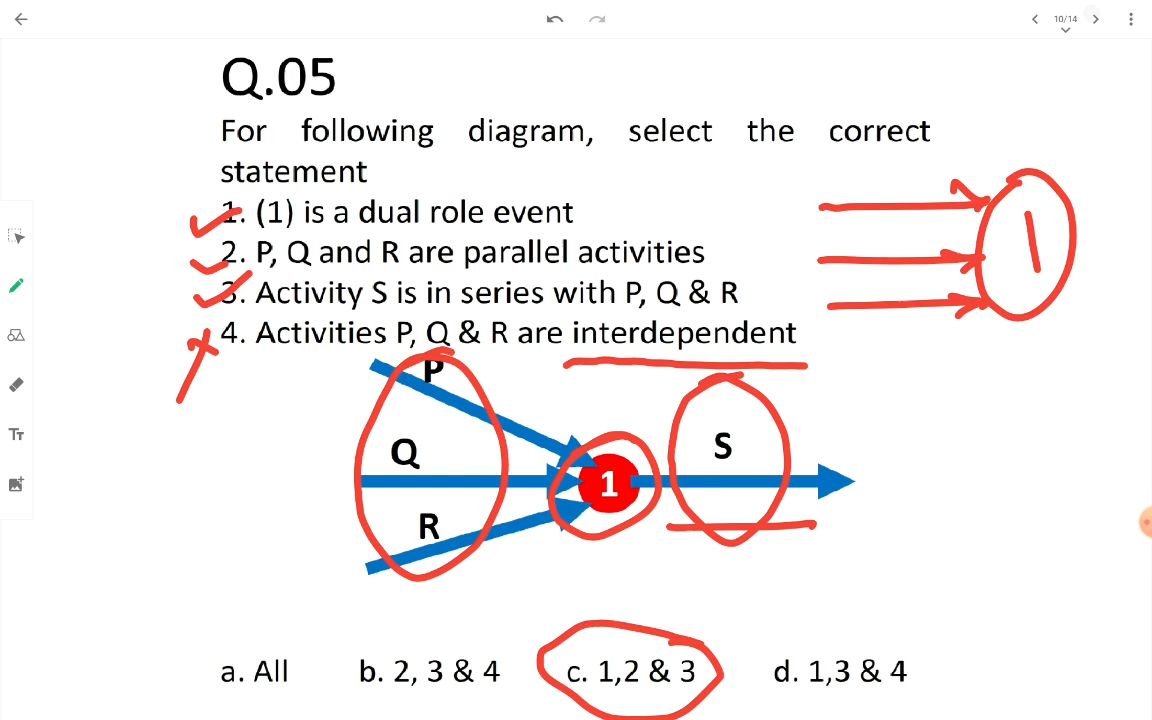 10/14
Q.05
For following diagram, select the correct
statement
1. (1) is a dual role event
2. P, Q and R are parallel activities
3. Activity S is in series with P, Q & R
4. Activities P, Q & R are interdependent
1
P
Q
S
1
R
a. All b. 2, 3 & 4 c. 1,2 & 3 d. 1,3 & 4
Tт